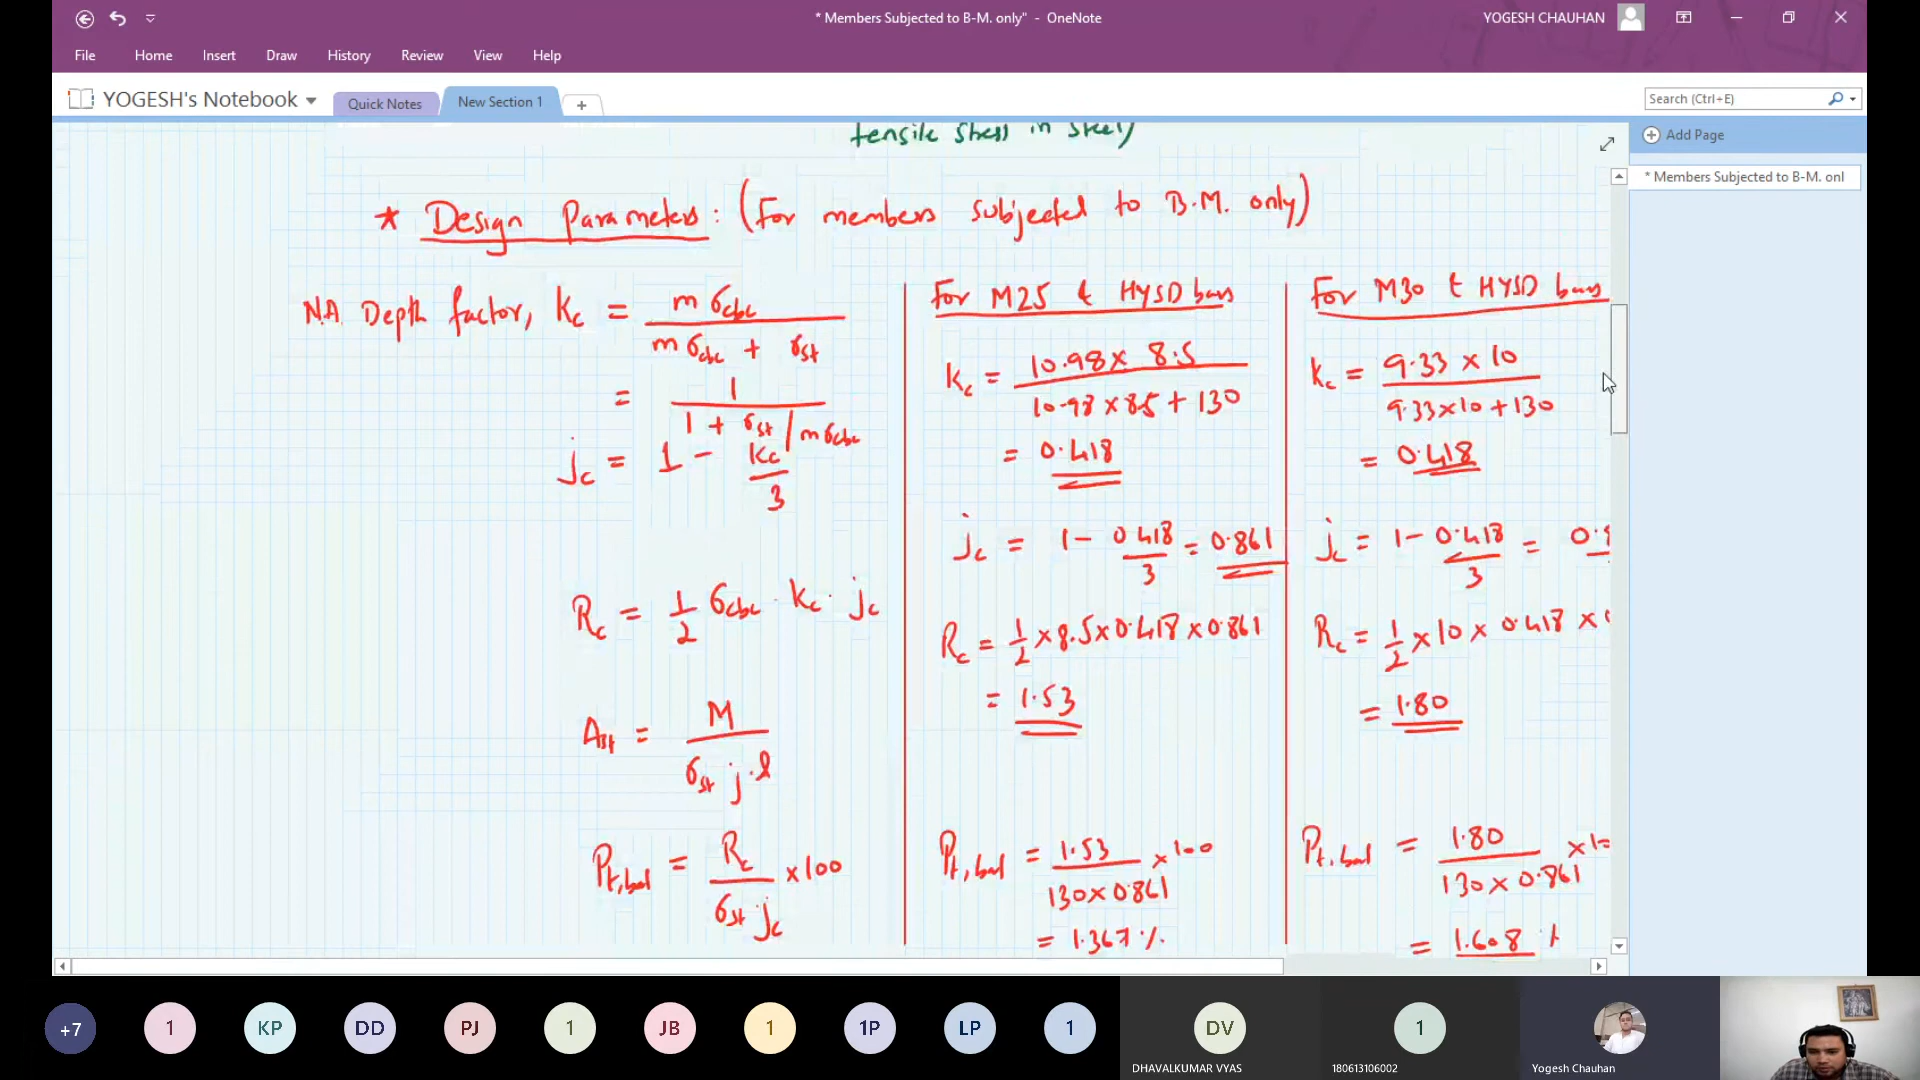 * Members Subjected to B-M. only" - OneNote
YOGESH CHAUHAN
File Home Insert Draw History Review View Help
YOGESH's Notebook
Quick Notes
New Section 1
+
Search (Ctrl+E)
Add Page
* Members Subjected to B-M. onl
tensile stress in steel)
* Design Parameters : (For members subjected to B.M. only)
N.A. Depth factor, kc = m σcbc / m σcbc + σst
= 1 / 1 + σst / m σcbc
jc = 1 - kc / 3
Rc = 1/2 σcbc · kc · jc
Ast = M / σst j·d
Pt,bal = Rc / σst jc × 100
For M25 & HYSD bars
kc = 10.98 × 8.5 / 10.98 × 8.5 + 130
= 0.418
jc = 1 - 0.418 / 3 = 0.861
Rc = 1/2 × 8.5 × 0.418 × 0.861
= 1.53
Pt,bal = 1.53 / 130 × 0.861 × 100
= 1.367 %
For M30 & HYSD bars
kc = 9.33 × 10 / 9.33 × 10 + 130
= 0.418
jc = 1 - 0.418 / 3 =
Rc = 1/2 × 10 × 0.418 ×
= 1.80
Pt,bal = 1.80 / 130 × 0.861
= 1.608 %
+7 1 KP DD PJ 1 JB 1 1P LP 1 DV 1
DHAVALKUMAR VYAS
180613106002
Yogesh Chauhan